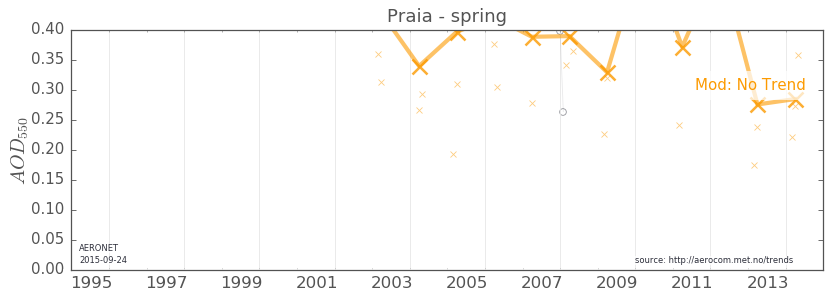 Praia - spring
0.40
0.35
0.30
0.25
0.20
0.15
0.10
0.05
0.00
AOD550
Mod: No Trend
AERONET
2015-09-24
source: http://aerocom.met.no/trends
1995 1997 1999 2001 2003 2005 2007 2009 2011 2013